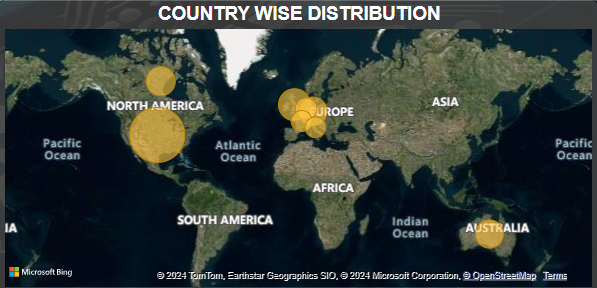 COUNTRY WISE DISTRIBUTION
NORTH AMERICA
EUROPE
ASIA
Pacific
Ocean
Atlantic
Ocean
Pacific
Ocean
AFRICA
SOUTH AMERICA
Indian
Ocean
AUSTRALIA
IA
Microsoft Bing
© 2024 TomTom, Earthstar Geographics SIO, © 2024 Microsoft Corporation, © OpenStreetMap Terms